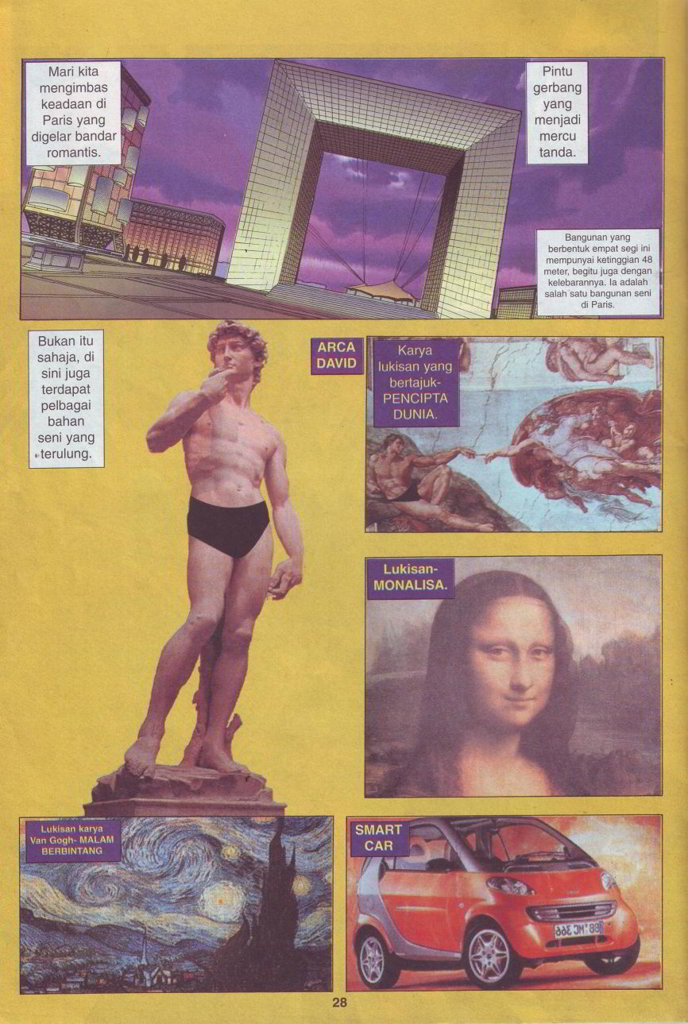 Mari kita
mengimbas
keadaan di
Paris yang
digelar bandar
romantis.
Pintu
gerbang
yang
menjadi
mercu
tanda.
Bangunan yang
berbentuk empat segi ini
mempunyai ketinggian 48
meter, begitu juga dengan
kelebarannya. Ia adalah
salah satu bangunan seni
di Paris.
Bukan itu
sahaja, di
sini juga
terdapat
pelbagai
bahan
seni yang
terulung.
ARCA
DAVID
Karya
lukisan yang
bertajuk-
PENCIPTA
DUNIA.
Lukisan-
MONALISA.
Lukisan karya
Van Gogh- MALAM
BERBINTANG
SMART
CAR
28